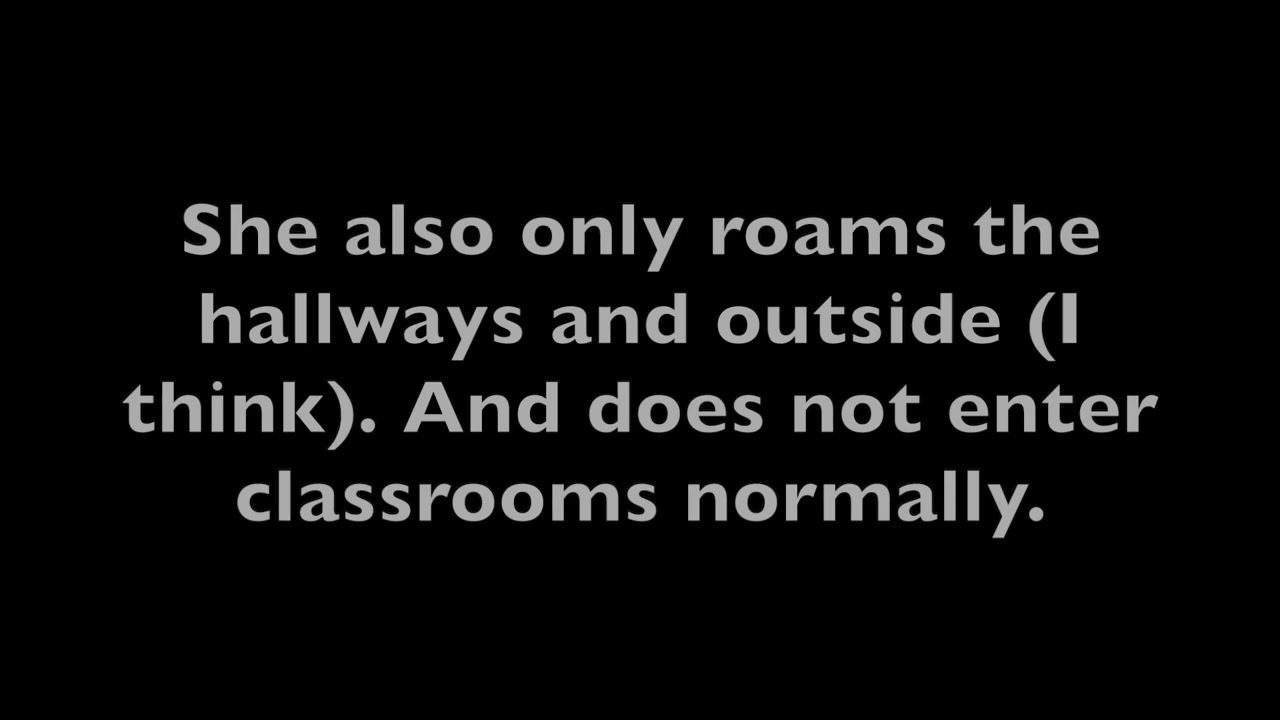 She also only roams the
hallways and outside (I
think). And does not enter
classrooms normally.